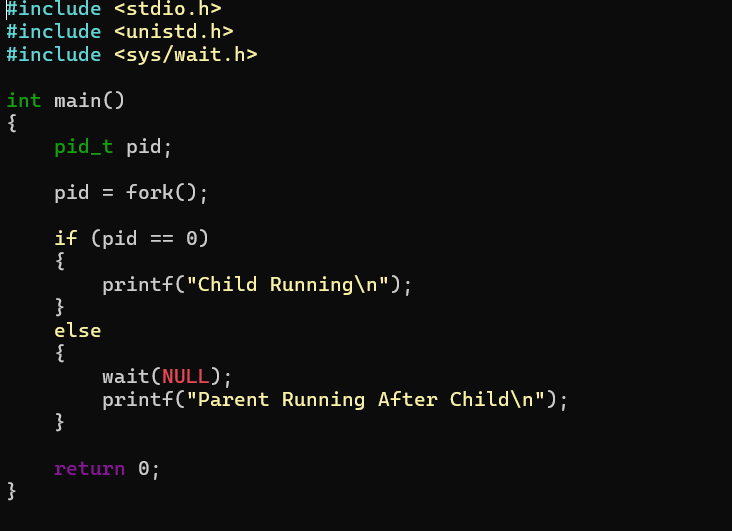 #include <stdio.h>
#include <unistd.h>
#include <sys/wait.h>

int main()
{
    pid_t pid;

    pid = fork();

    if (pid == 0)
    {
        printf("Child Running\n");
    }
    else
    {
        wait(NULL);
        printf("Parent Running After Child\n");
    }

    return 0;
}